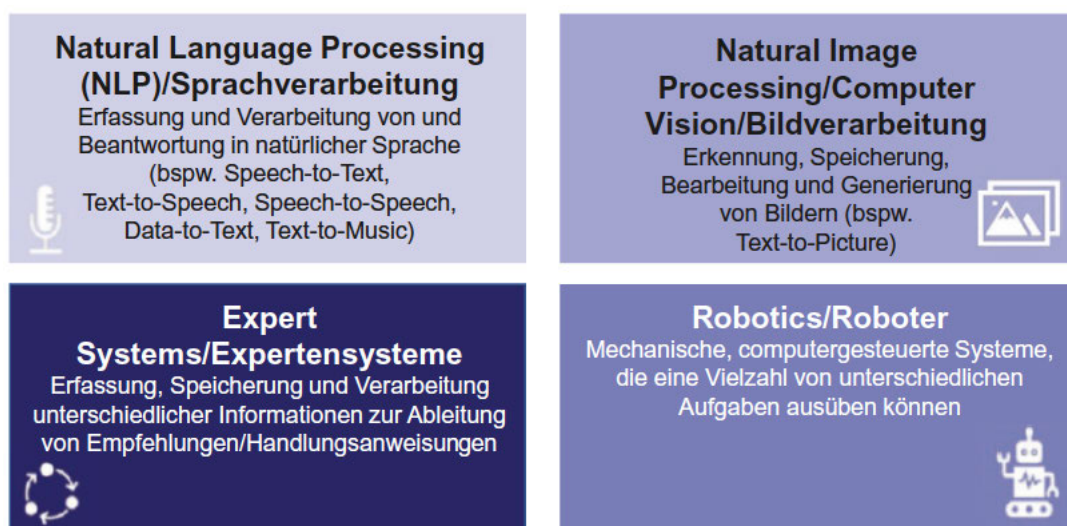 Natural Language Processing
(NLP)/Sprachverarbeitung
Erfassung und Verarbeitung von und
Beantwortung in natürlicher Sprache
(bspw. Speech-to-Text,
Text-to-Speech, Speech-to-Speech,
Data-to-Text, Text-to-Music)
Natural Image
Processing/Computer
Vision/Bildverarbeitung
Erkennung, Speicherung,
Bearbeitung und Generierung
von Bildern (bspw.
Text-to-Picture)
Expert
Systems/Expertensysteme
Erfassung, Speicherung und Verarbeitung
unterschiedlicher Informationen zur Ableitung
von Empfehlungen/Handlungsanweisungen
Robotics/Roboter
Mechanische, computergesteuerte Systeme,
die eine Vielzahl von unterschiedlichen
Aufgaben ausüben können